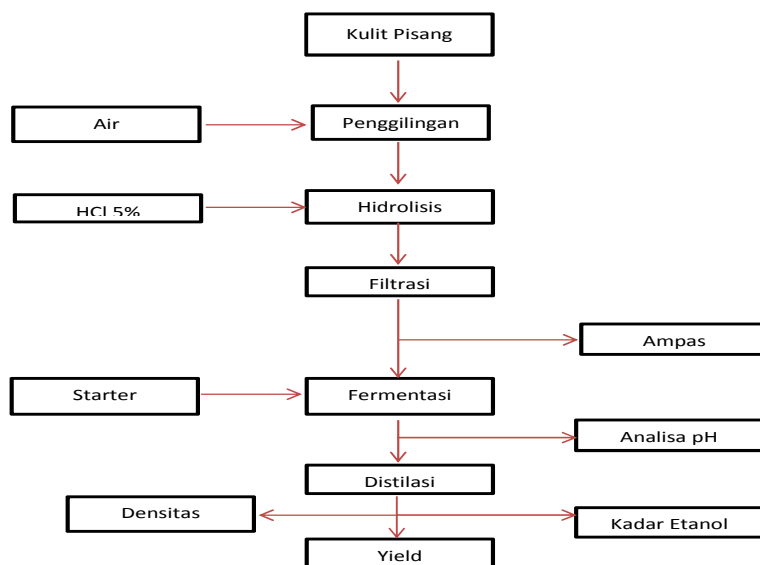 Kulit Pisang
Air
Penggilingan
HCl 5%
Hidrolisis
Filtrasi
Ampas
Starter
Fermentasi
Analisa pH
Distilasi
Densitas
Kadar Etanol
Yield